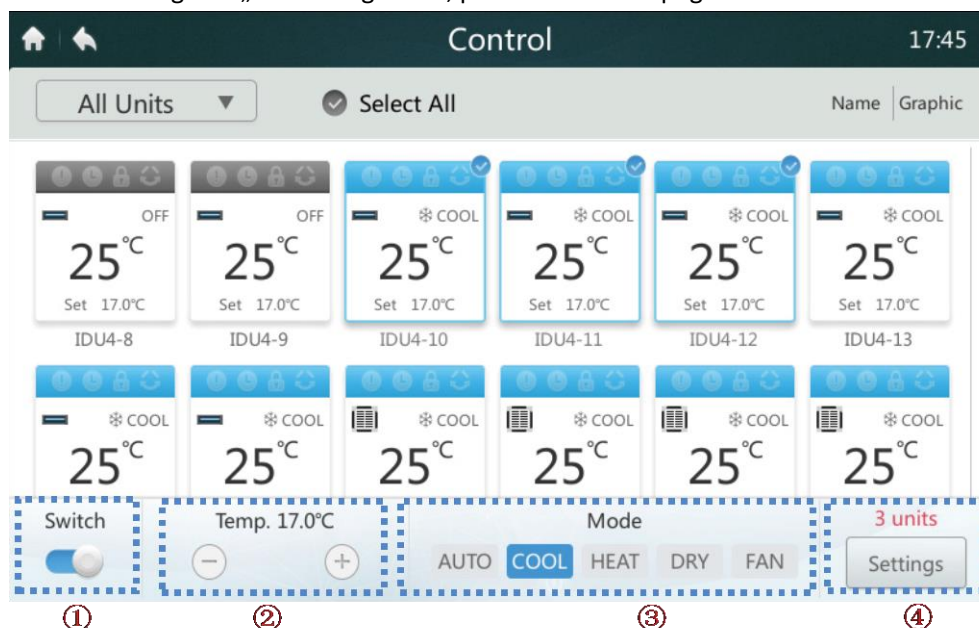 Control
17:45
All Units
Select All
Name Graphic
OFF OFF COOL COOL COOL COOL
25℃ 25℃ 25℃ 25℃ 25℃ 25℃
Set 17.0℃ Set 17.0℃ Set 17.0℃ Set 17.0℃ Set 17.0℃ Set 17.0℃
IDU4-8 IDU4-9 IDU4-10 IDU4-11 IDU4-12 IDU4-13
COOL COOL COOL COOL COOL COOL
25℃ 25℃ 25℃ 25℃ 25℃ 25℃
Switch Temp. 17.0℃ Mode 3 units
AUTO COOL HEAT DRY FAN Settings
① ② ③ ④